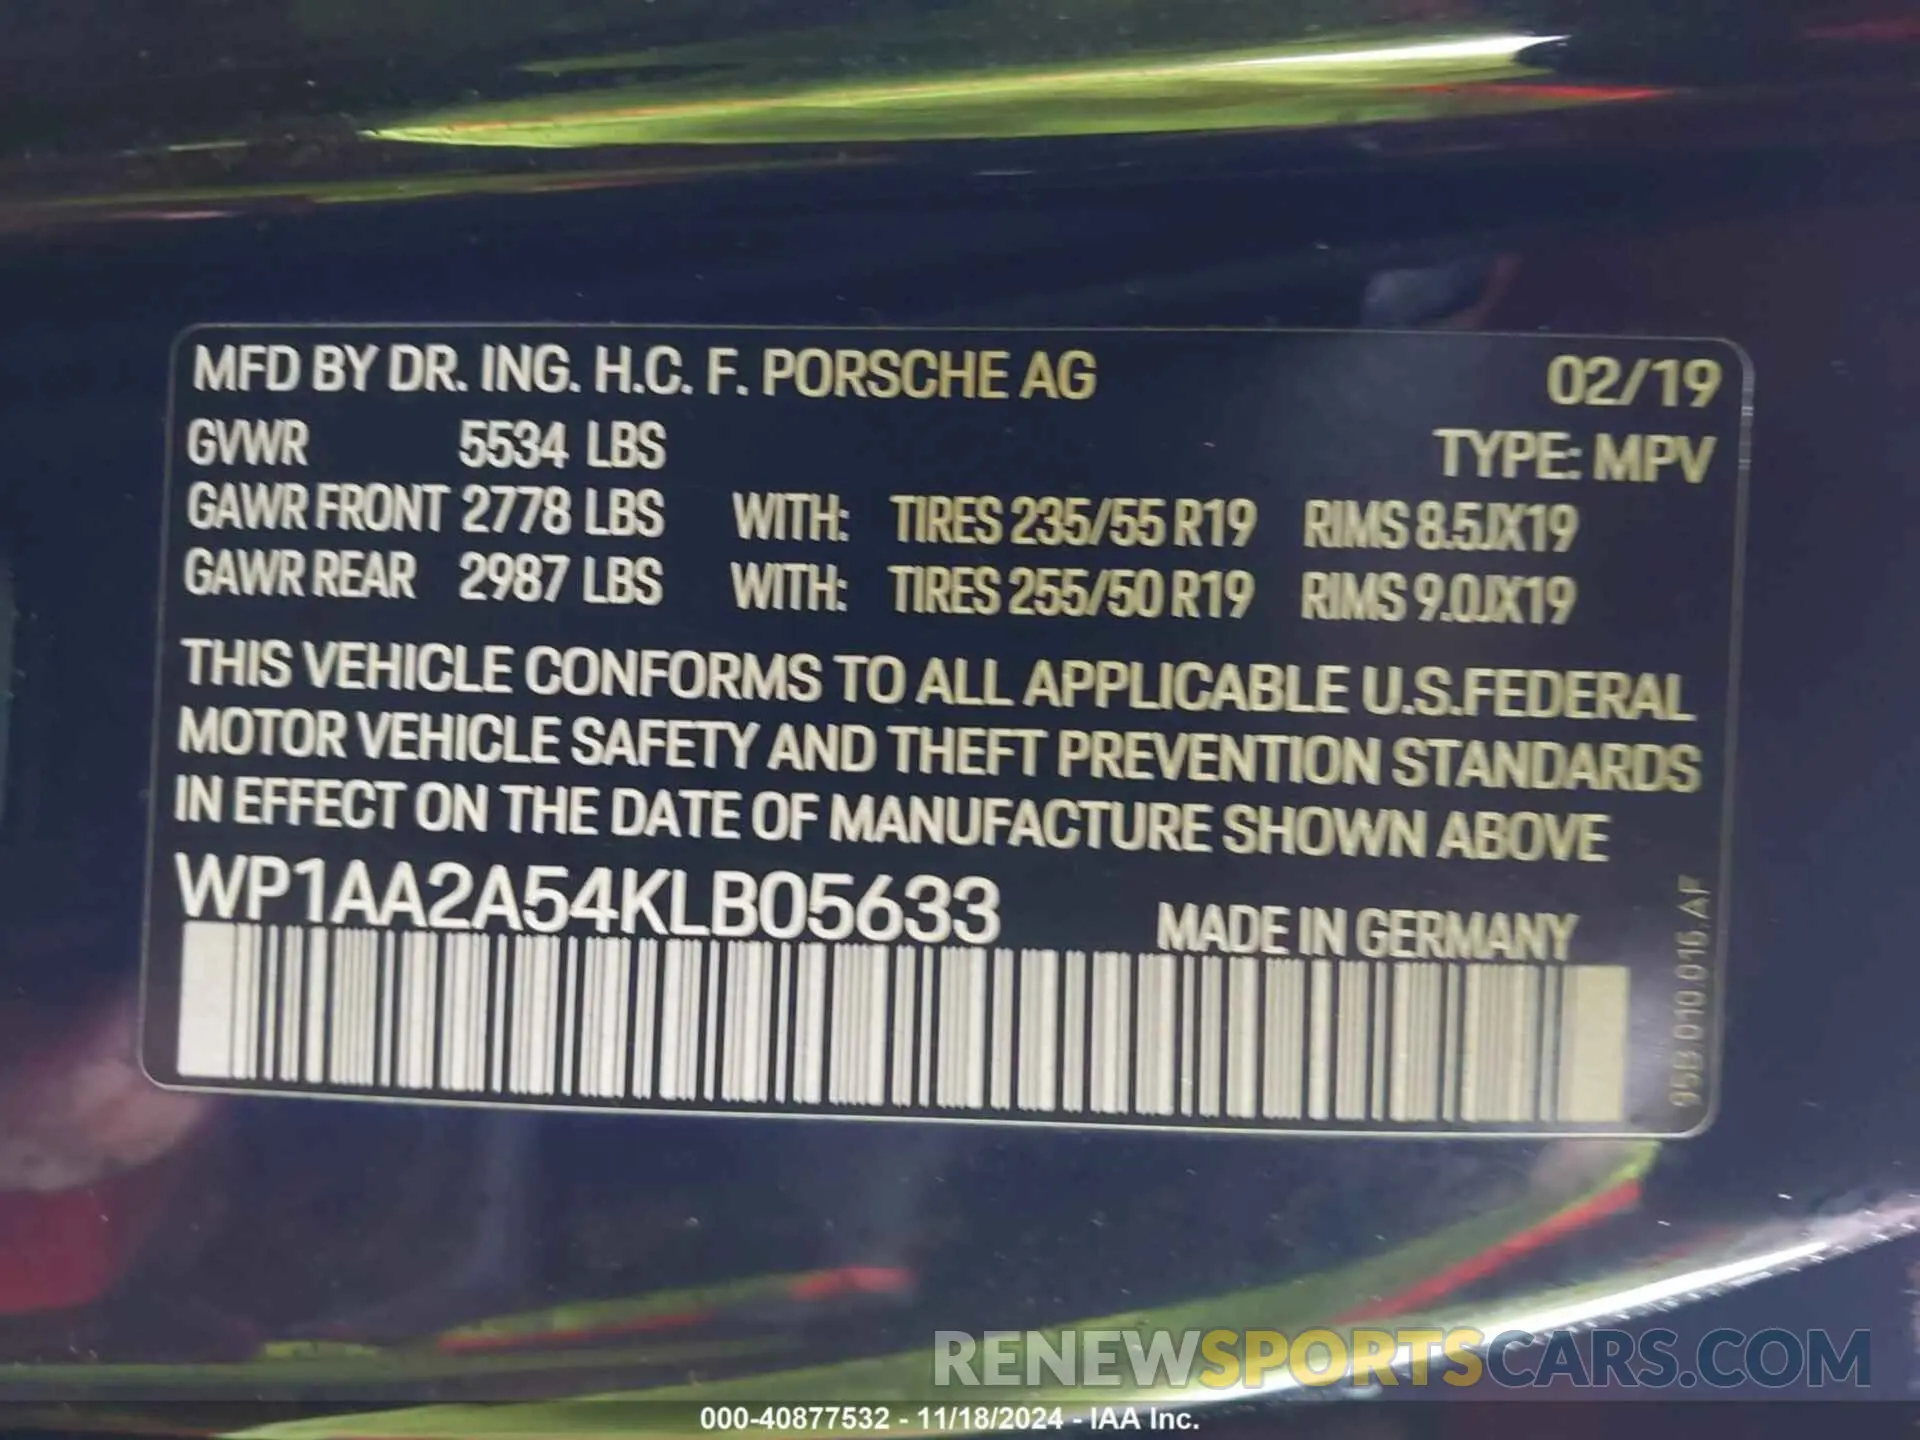 MFD BY DR. ING. H.C. F. PORSCHE AG 02/19
GVWR 5534 LBS TYPE: MPV
GAWR FRONT 2778 LBS WITH: TIRES 235/55 R19 RIMS 8.5JX19
GAWR REAR 2987 LBS WITH: TIRES 255/50 R19 RIMS 9.0JX19
THIS VEHICLE CONFORMS TO ALL APPLICABLE U.S.FEDERAL
MOTOR VEHICLE SAFETY AND THEFT PREVENTION STANDARDS
IN EFFECT ON THE DATE OF MANUFACTURE SHOWN ABOVE
WP1AA2A54KLB05633
MADE IN GERMANY
95B.010.016.AF
RENEWSPORTSCARS.COM
000-40877532 - 11/18/2024 - IAA Inc.